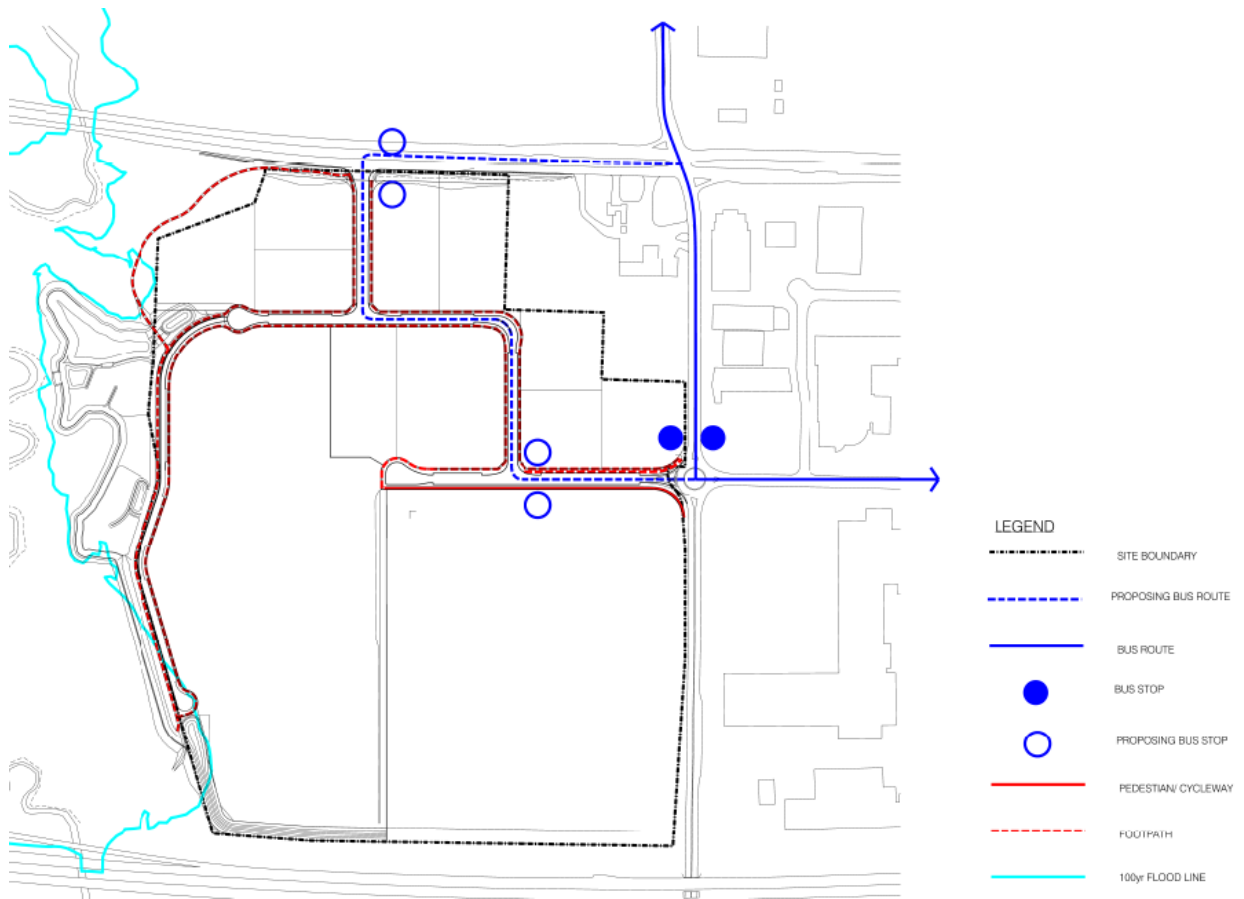 LEGEND
SITE BOUNDARY
PROPOSING BUS ROUTE
BUS ROUTE
BUS STOP
PROPOSING BUS STOP
PEDESTIAN/ CYCLEWAY
FOOTPATH
100yr FLOOD LINE